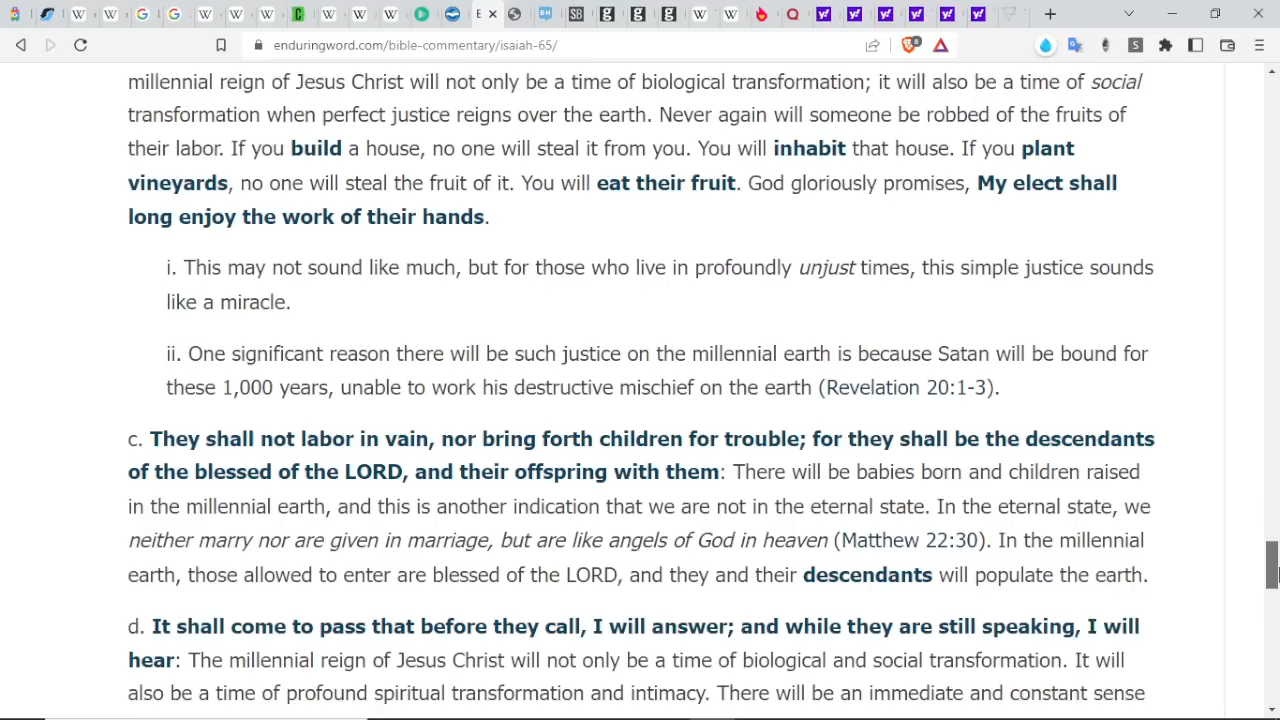 enduringword.com/bible-commentary/isaiah-65/
millennial reign of Jesus Christ will not only be a time of biological transformation; it will also be a time of social
transformation when perfect justice reigns over the earth. Never again will someone be robbed of the fruits of
their labor. If you build a house, no one will steal it from you. You will inhabit that house. If you plant
vineyards, no one will steal the fruit of it. You will eat their fruit. God gloriously promises, My elect shall
long enjoy the work of their hands.
i. This may not sound like much, but for those who live in profoundly unjust times, this simple justice sounds
like a miracle.
ii. One significant reason there will be such justice on the millennial earth is because Satan will be bound for
these 1,000 years, unable to work his destructive mischief on the earth (Revelation 20:1-3).
c. They shall not labor in vain, nor bring forth children for trouble; for they shall be the descendants
of the blessed of the LORD, and their offspring with them: There will be babies born and children raised
in the millennial earth, and this is another indication that we are not in the eternal state. In the eternal state, we
neither marry nor are given in marriage, but are like angels of God in heaven (Matthew 22:30). In the millennial
earth, those allowed to enter are blessed of the LORD, and they and their descendants will populate the earth.
d. It shall come to pass that before they call, I will answer; and while they are still speaking, I will
hear: The millennial reign of Jesus Christ will not only be a time of biological and social transformation. It will
also be a time of profound spiritual transformation and intimacy. There will be an immediate and constant sense